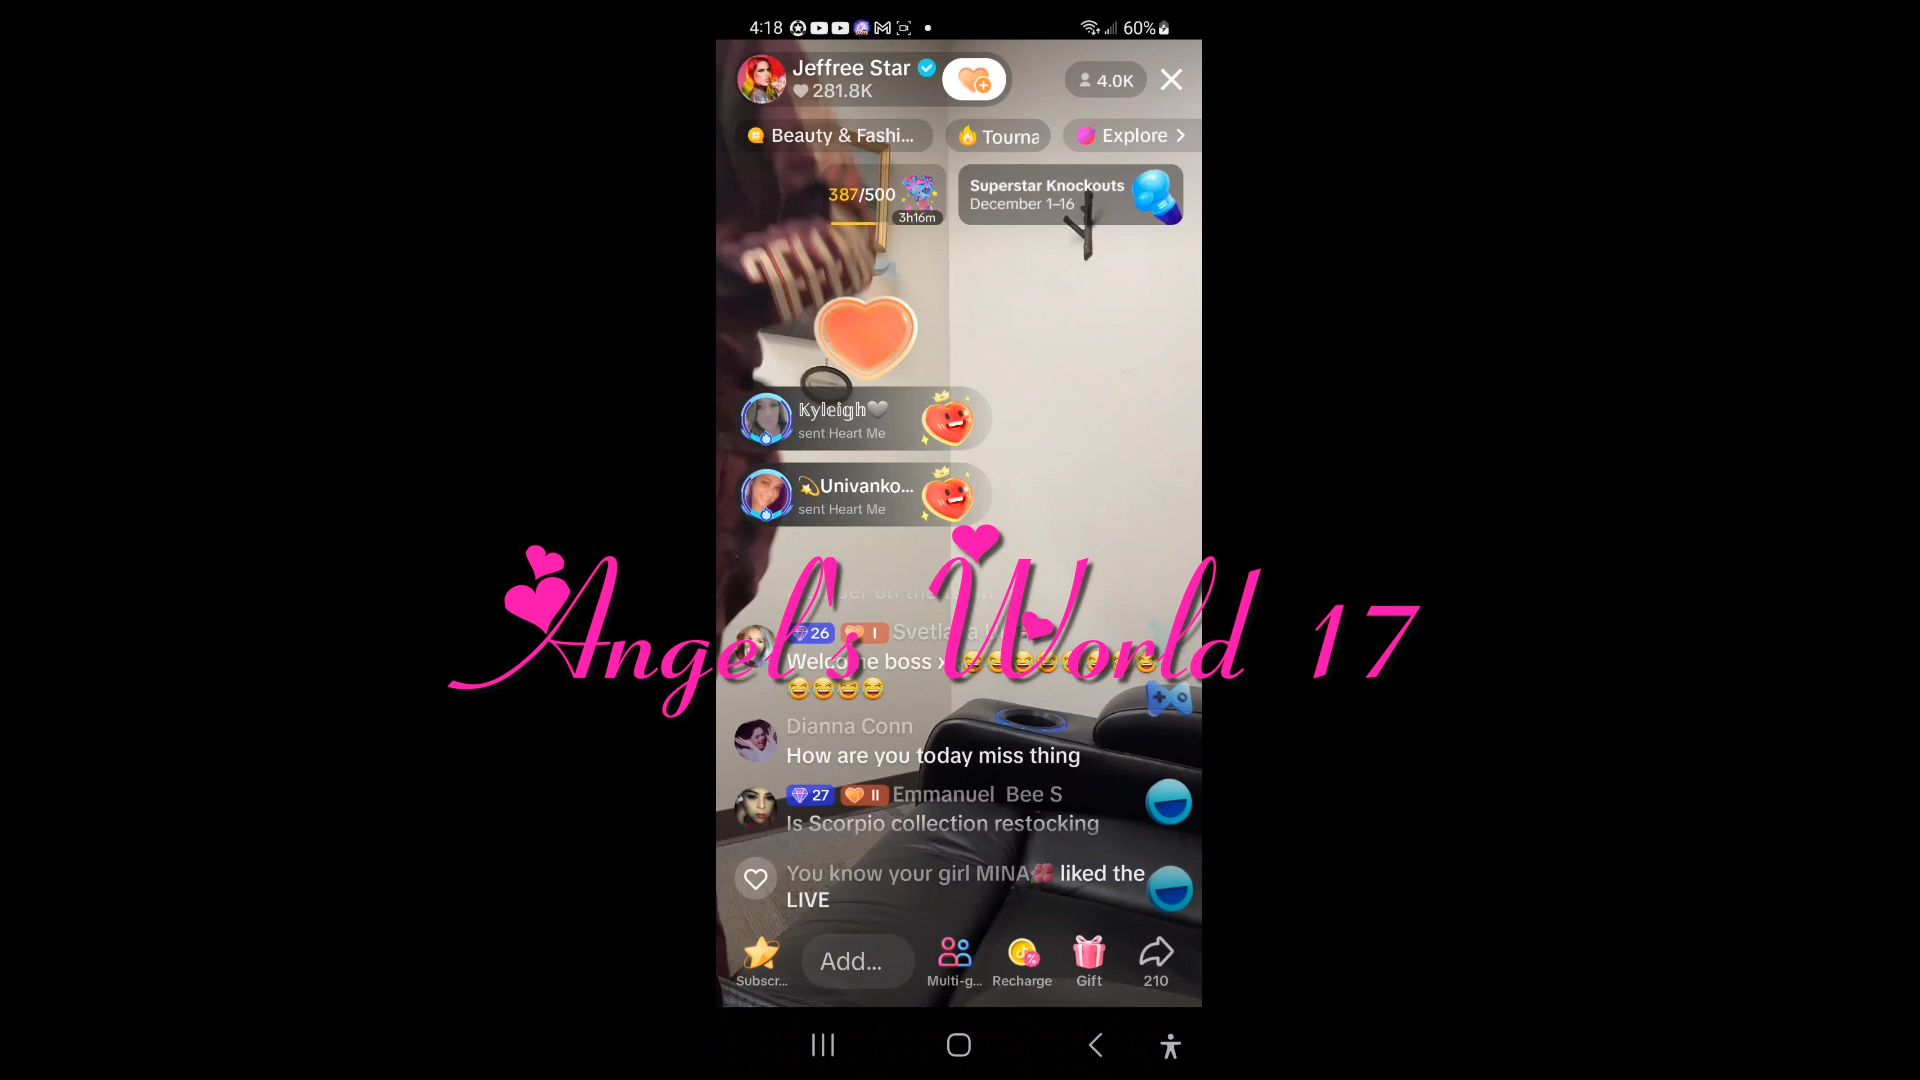 4:18
60%
Jeffree Star
281.8K
4.0K
Beauty & Fashi...
Tourna
Explore
387/500
3h16m
Superstar Knockouts
December 1-16
Kyleigh
sent Heart Me
Univanko...
sent Heart Me
Angel's World 17
26 I
Welcome boss x
Dianna Conn
How are you today miss thing
27 II Emmanuel Bee S
Is Scorpio collection restocking
You know your girl MINA liked the
LIVE
Add...
Subscr...
Multi-g...
Recharge
Gift
210